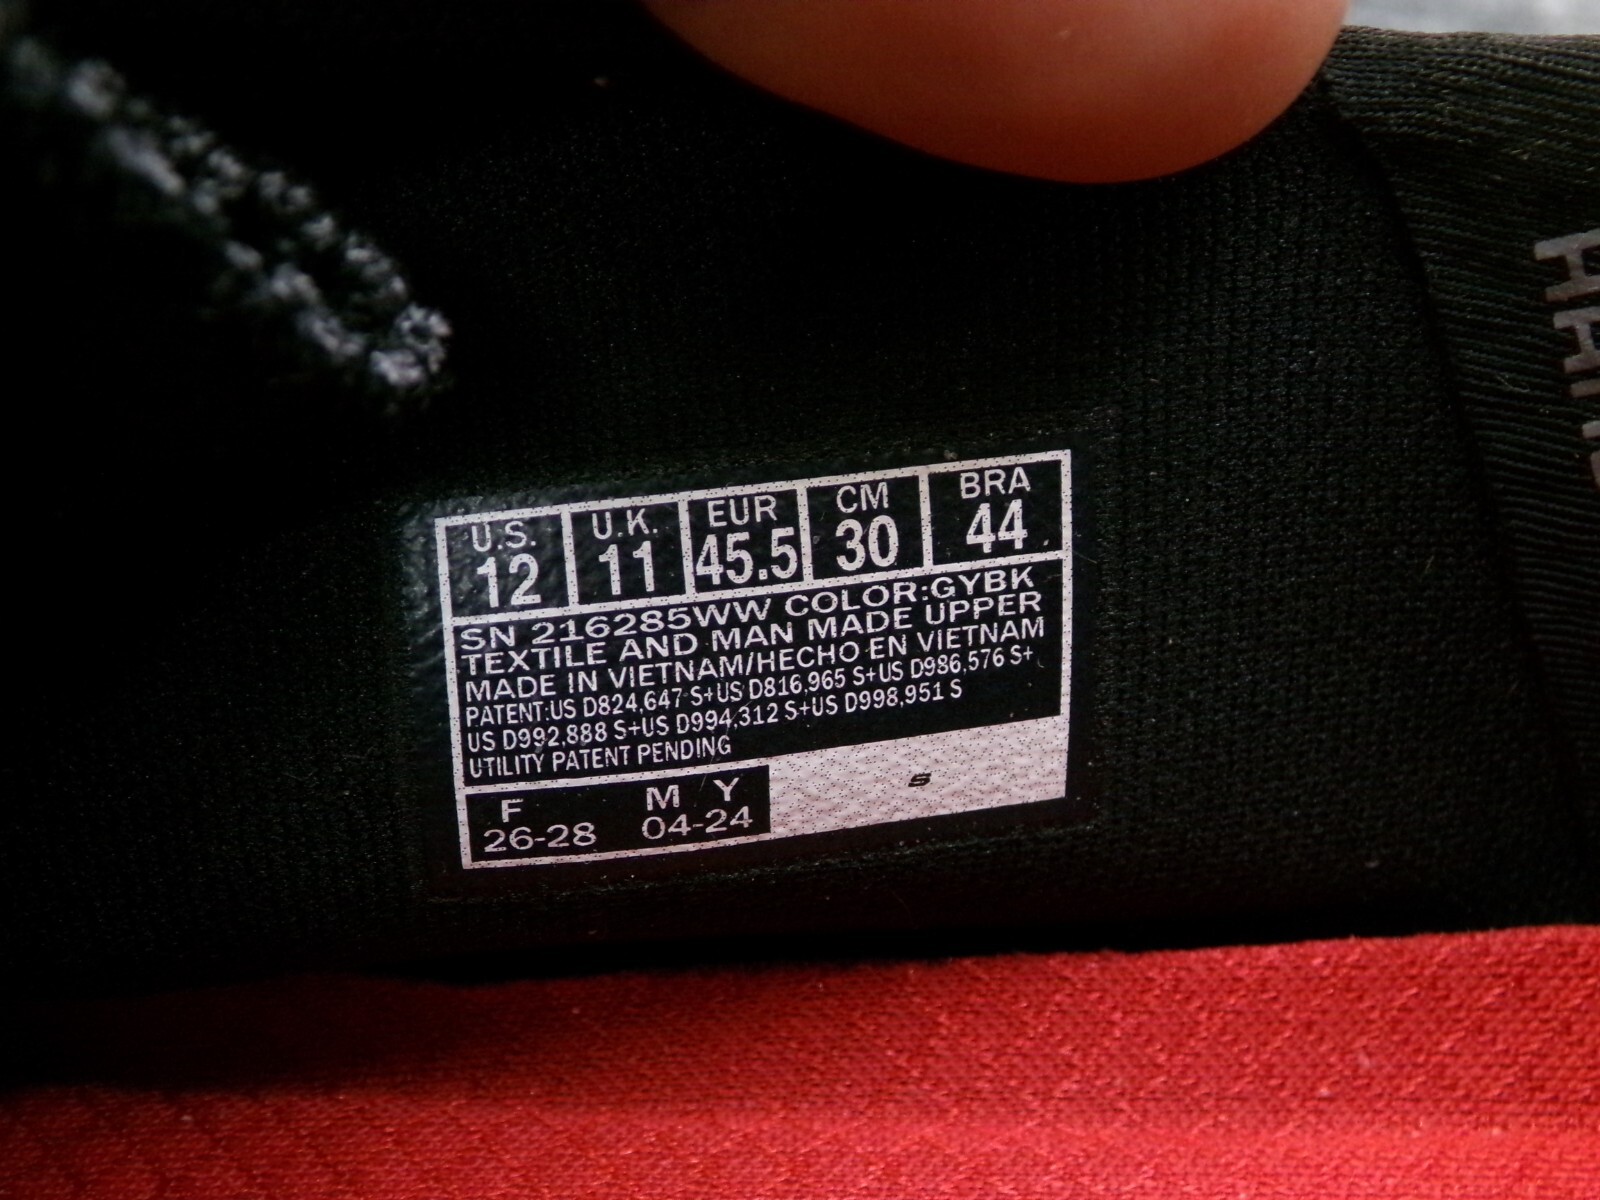 U.S. U.K. EUR CM BRA
12 11 45.5 30 44
SN 216285WW COLOR:GYBK
TEXTILE AND MAN MADE UPPER
MADE IN VIETNAM/HECHO EN VIETNAM
PATENT:US D824,647 S+US D816,965 S+US D986,576 S+
US D992,888 S+US D994,312 S+US D998,951 S
UTILITY PATENT PENDING
F M Y
26-28 04-24
S